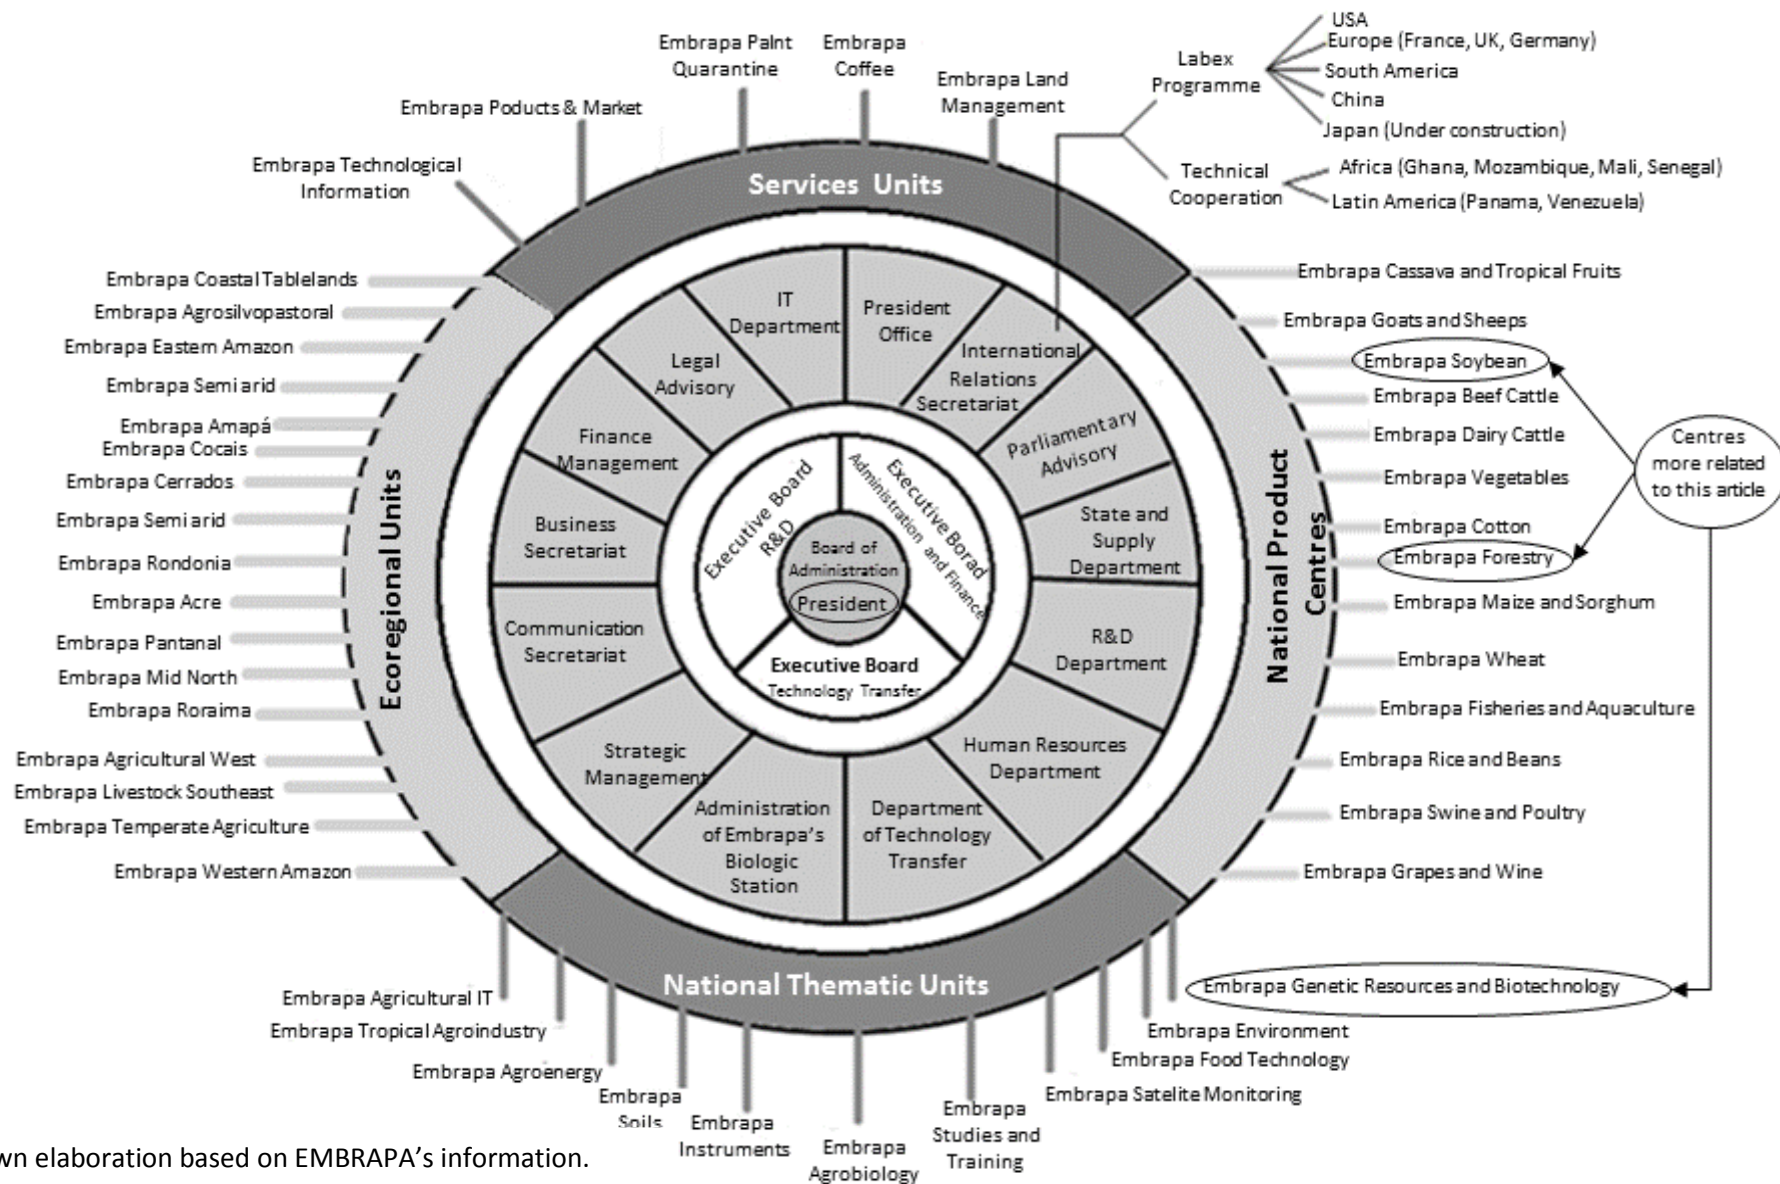 Embrapa Palnt
Quarantine
Embrapa
Coffee
Embrapa Land
Management
Embrapa Poducts & Market
Embrapa Technological
Information
Labex
Programme
USA
Europe (France, UK, Germany)
South America
China
Japan (Under construction)
Technical
Cooperation
Africa (Ghana, Mozambique, Mali, Senegal)
Latin America (Panama, Venezuela)
Services Units
Embrapa Coastal Tablelands
Embrapa Agrosilvopastoral
Embrapa Eastern Amazon
Embrapa Semiarid
Embrapa Amapá
Embrapa Cocais
Embrapa Cerrados
Embrapa Semiarid
Embrapa Rondonia
Embrapa Acre
Embrapa Pantanal
Embrapa Mid North
Embrapa Roraima
Embrapa Agricultural West
Embrapa Livestock Southeast
Embrapa Temperate Agriculture
Embrapa Western Amazon
Ecoregional Units
IT
Department
President
Office
International
Relations
Secretariat
Parliamentary
Advisory
State and
Supply
Department
R&D
Department
Human Resources
Department
Department
of Technology
Transfer
Administration
of Embrapa's
Biologic
Station
Strategic
Management
Communication
Secretariat
Business
Secretariat
Finance
Management
Legal
Advisory
Executive Board
R&D
Executive Borad
Administration and Finance
Executive Board
Technology Transfer
Board of
Administration
President
National Product
Centres
Embrapa Cassava and Tropical Fruits
Embrapa Goats and Sheeps
Embrapa Soybean
Embrapa Beef Cattle
Embrapa Dairy Cattle
Embrapa Vegetables
Embrapa Cotton
Embrapa Forestry
Embrapa Maize and Sorghum
Embrapa Wheat
Embrapa Fisheries and Aquaculture
Embrapa Rice and Beans
Embrapa Swine and Poultry
Embrapa Grapes and Wine
Centres
more related
to this article
National Thematic Units
Embrapa Agricultural IT
Embrapa Tropical Agroindustry
Embrapa Agroenergy
Embrapa
Soils
Embrapa
Instruments
Embrapa
Agrobiology
Embrapa
Studies and
Training
Embrapa Satelite Monitoring
Embrapa Food Technology
Embrapa Environment
Embrapa Genetic Resources and Biotechnology
wn elaboration based on EMBRAPA's information.